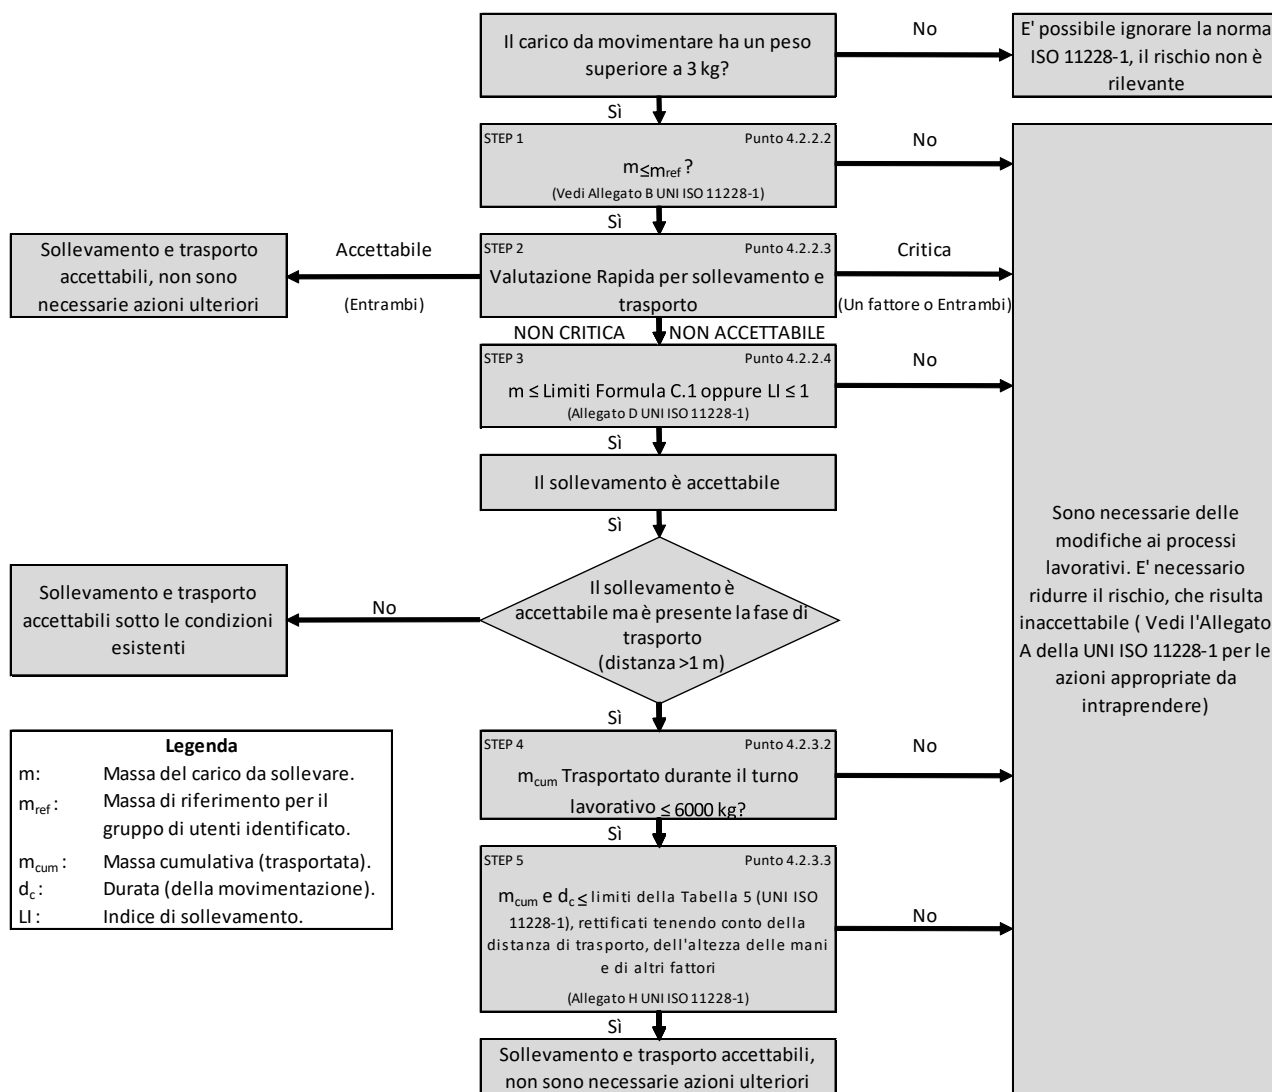 Il carico da movimentare ha un peso
superiore a 3 kg?
No
E' possibile ignorare la norma
ISO 11228-1, il rischio non è
rilevante
Sì
STEP 1 Punto 4.2.2.2
m≤mref ?
(Vedi Allegato B UNI ISO 11228-1)
No
Sì
Sollevamento e trasporto
accettabili, non sono
necessarie azioni ulteriori
Accettabile
(Entrambi)
STEP 2 Punto 4.2.2.3
Valutazione Rapida per sollevamento e
trasporto
Critica
(Un fattore o Entrambi)
NON CRITICA NON ACCETTABILE
STEP 3 Punto 4.2.2.4
m ≤ Limiti Formula C.1 oppure LI ≤ 1
(Allegato D UNI ISO 11228-1)
No
Sì
Il sollevamento è accettabile
Sì
Il sollevamento è
accettabile ma è presente la fase di
trasporto
(distanza >1 m)
No
Sollevamento e trasporto
accettabili sotto le condizioni
esistenti
Sono necessarie delle
modifiche ai processi
lavorativi. E' necessario
ridurre il rischio, che risulta
inaccettabile ( Vedi l'Allegato
A della UNI ISO 11228-1 per le
azioni appropriate da
intraprendere)
Sì
STEP 4 Punto 4.2.3.2
mcum Trasportato durante il turno
lavorativo ≤ 6000 kg?
No
Sì
STEP 5 Punto 4.2.3.3
mcum e dc ≤ limiti della Tabella 5 (UNI ISO
11228-1), rettificati tenendo conto della
distanza di trasporto, dell'altezza delle mani
e di altri fattori
(Allegato H UNI ISO 11228-1)
No
Sì
Sollevamento e trasporto accettabili,
non sono necessarie azioni ulteriori
Legenda
m: Massa del carico da sollevare.
mref : Massa di riferimento per il
gruppo di utenti identificato.
mcum : Massa cumulativa (trasportata).
dc : Durata (della movimentazione).
LI : Indice di sollevamento.